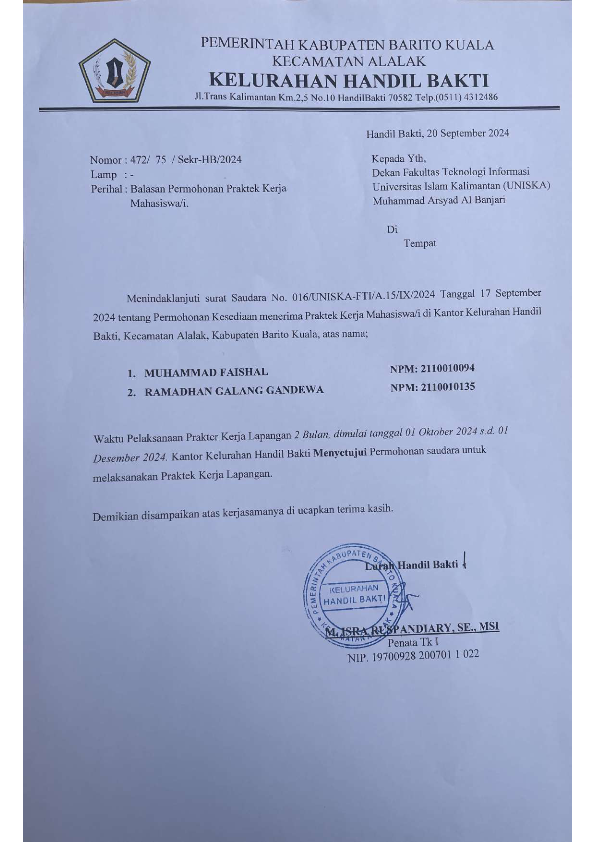 PEMERINTAH KABUPATEN BARITO KUALA
KECAMATAN ALALAK
KELURAHAN HANDIL BAKTI
Jl.Trans Kalimantan Km.2,5 No.10 HandilBakti 70582 Telp.(0511) 4312486
Handil Bakti, 20 September 2024
Nomor : 472/ 75 / Sekr-HB/2024
Lamp : -
Perihal : Balasan Permohonan Praktek Kerja
Mahasiswa/i.
Kepada Yth,
Dekan Fakultas Teknologi Informasi
Universitas Islam Kalimantan (UNISKA)
Muhammad Arsyad Al Banjari
Di
Tempat
Menindaklanjuti surat Saudara No. 016/UNISKA-FTI/A.15/IX/2024 Tanggal 17 September
2024 tentang Permohonan Kesediaan menerima Praktek Kerja Mahasiswa/i di Kantor Kelurahan Handil
Bakti, Kecamatan Alalak, Kabupaten Barito Kuala, atas nama;
1. MUHAMMAD FAISHAL NPM: 2110010094
2. RAMADHAN GALANG GANDEWA NPM: 2110010135
Waktu Pelaksanaan Prakter Kerja Lapangan 2 Bulan, dimulai tanggal 01 Oktober 2024 s.d. 01
Desember 2024. Kantor Kelurahan Handil Bakti Menyetujui Permohonan saudara untuk
melaksanakan Praktek Kerja Lapangan.
Demikian disampaikan atas kerjasamanya di ucapkan terima kasih.
Lurah Handil Bakti
PEMERINTAH KABUPATEN BARITO KUALA
KELURAHAN
HANDIL BAKTI
KECAMATAN ALALAK
M. ISRA RUSPANDIARY, SE., MSI
Penata Tk I
NIP. 19700928 200701 1 022